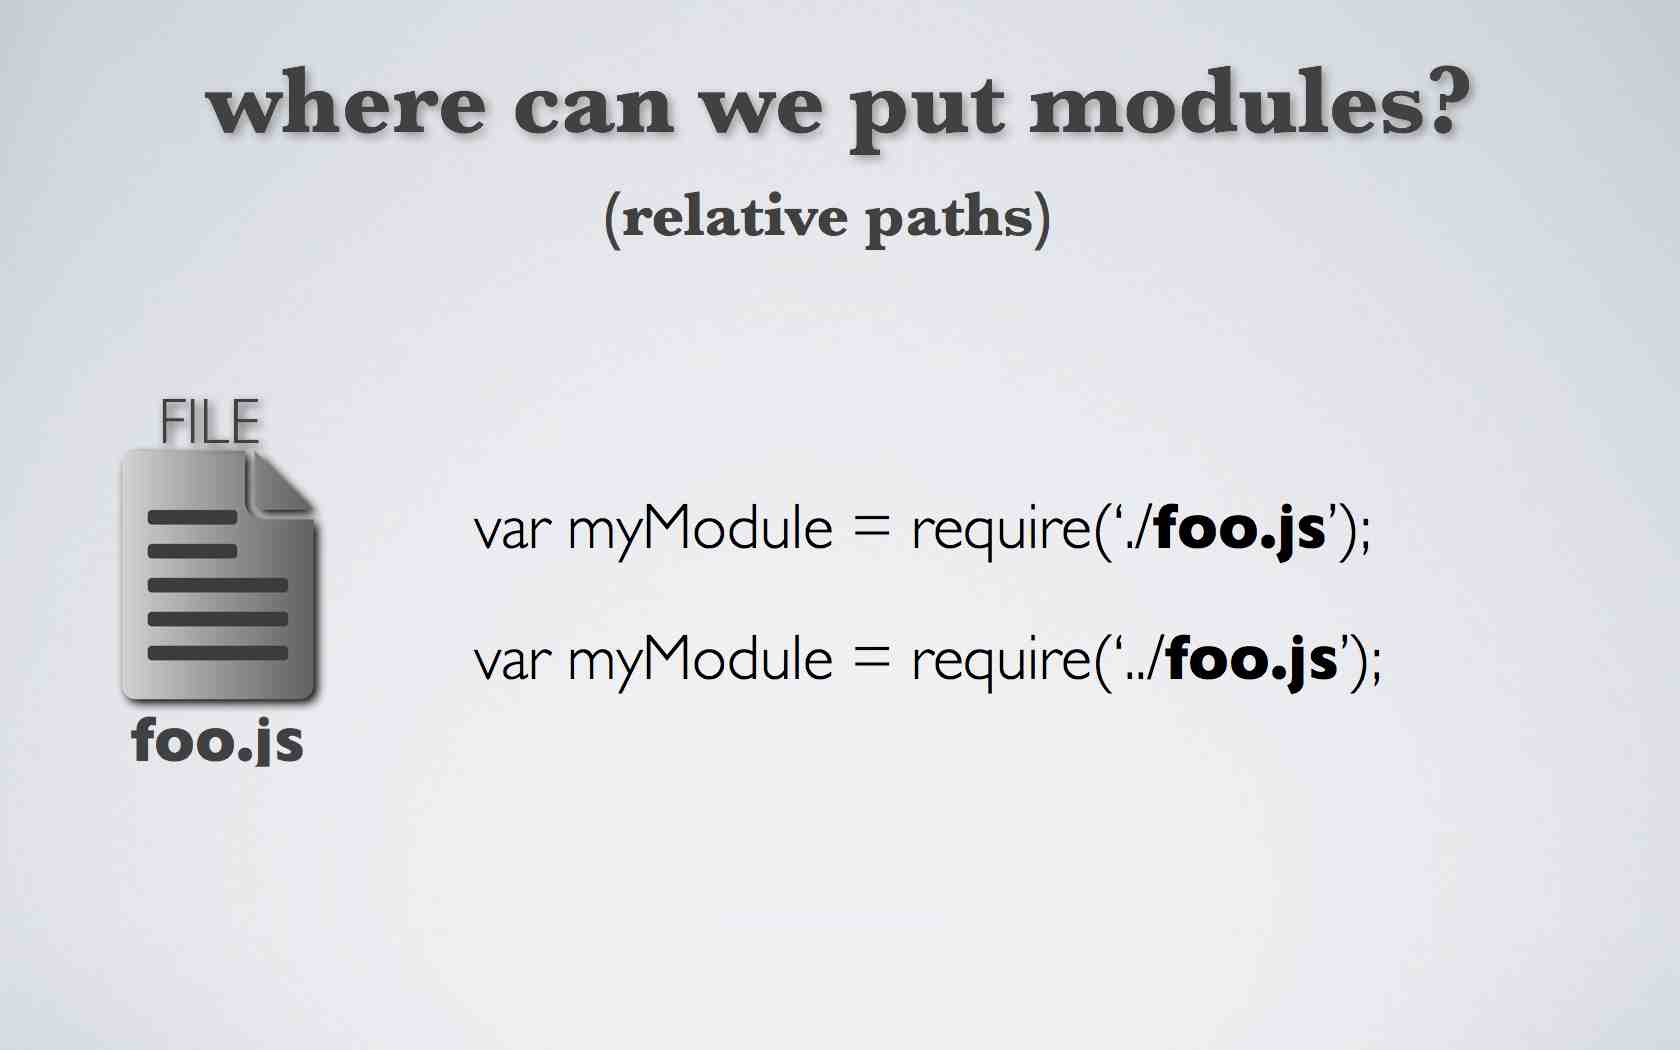 where can we put modules?
(relative paths)
FILE
foo.js
var myModule = require(‘./foo.js’);
var myModule = require(‘../foo.js’);